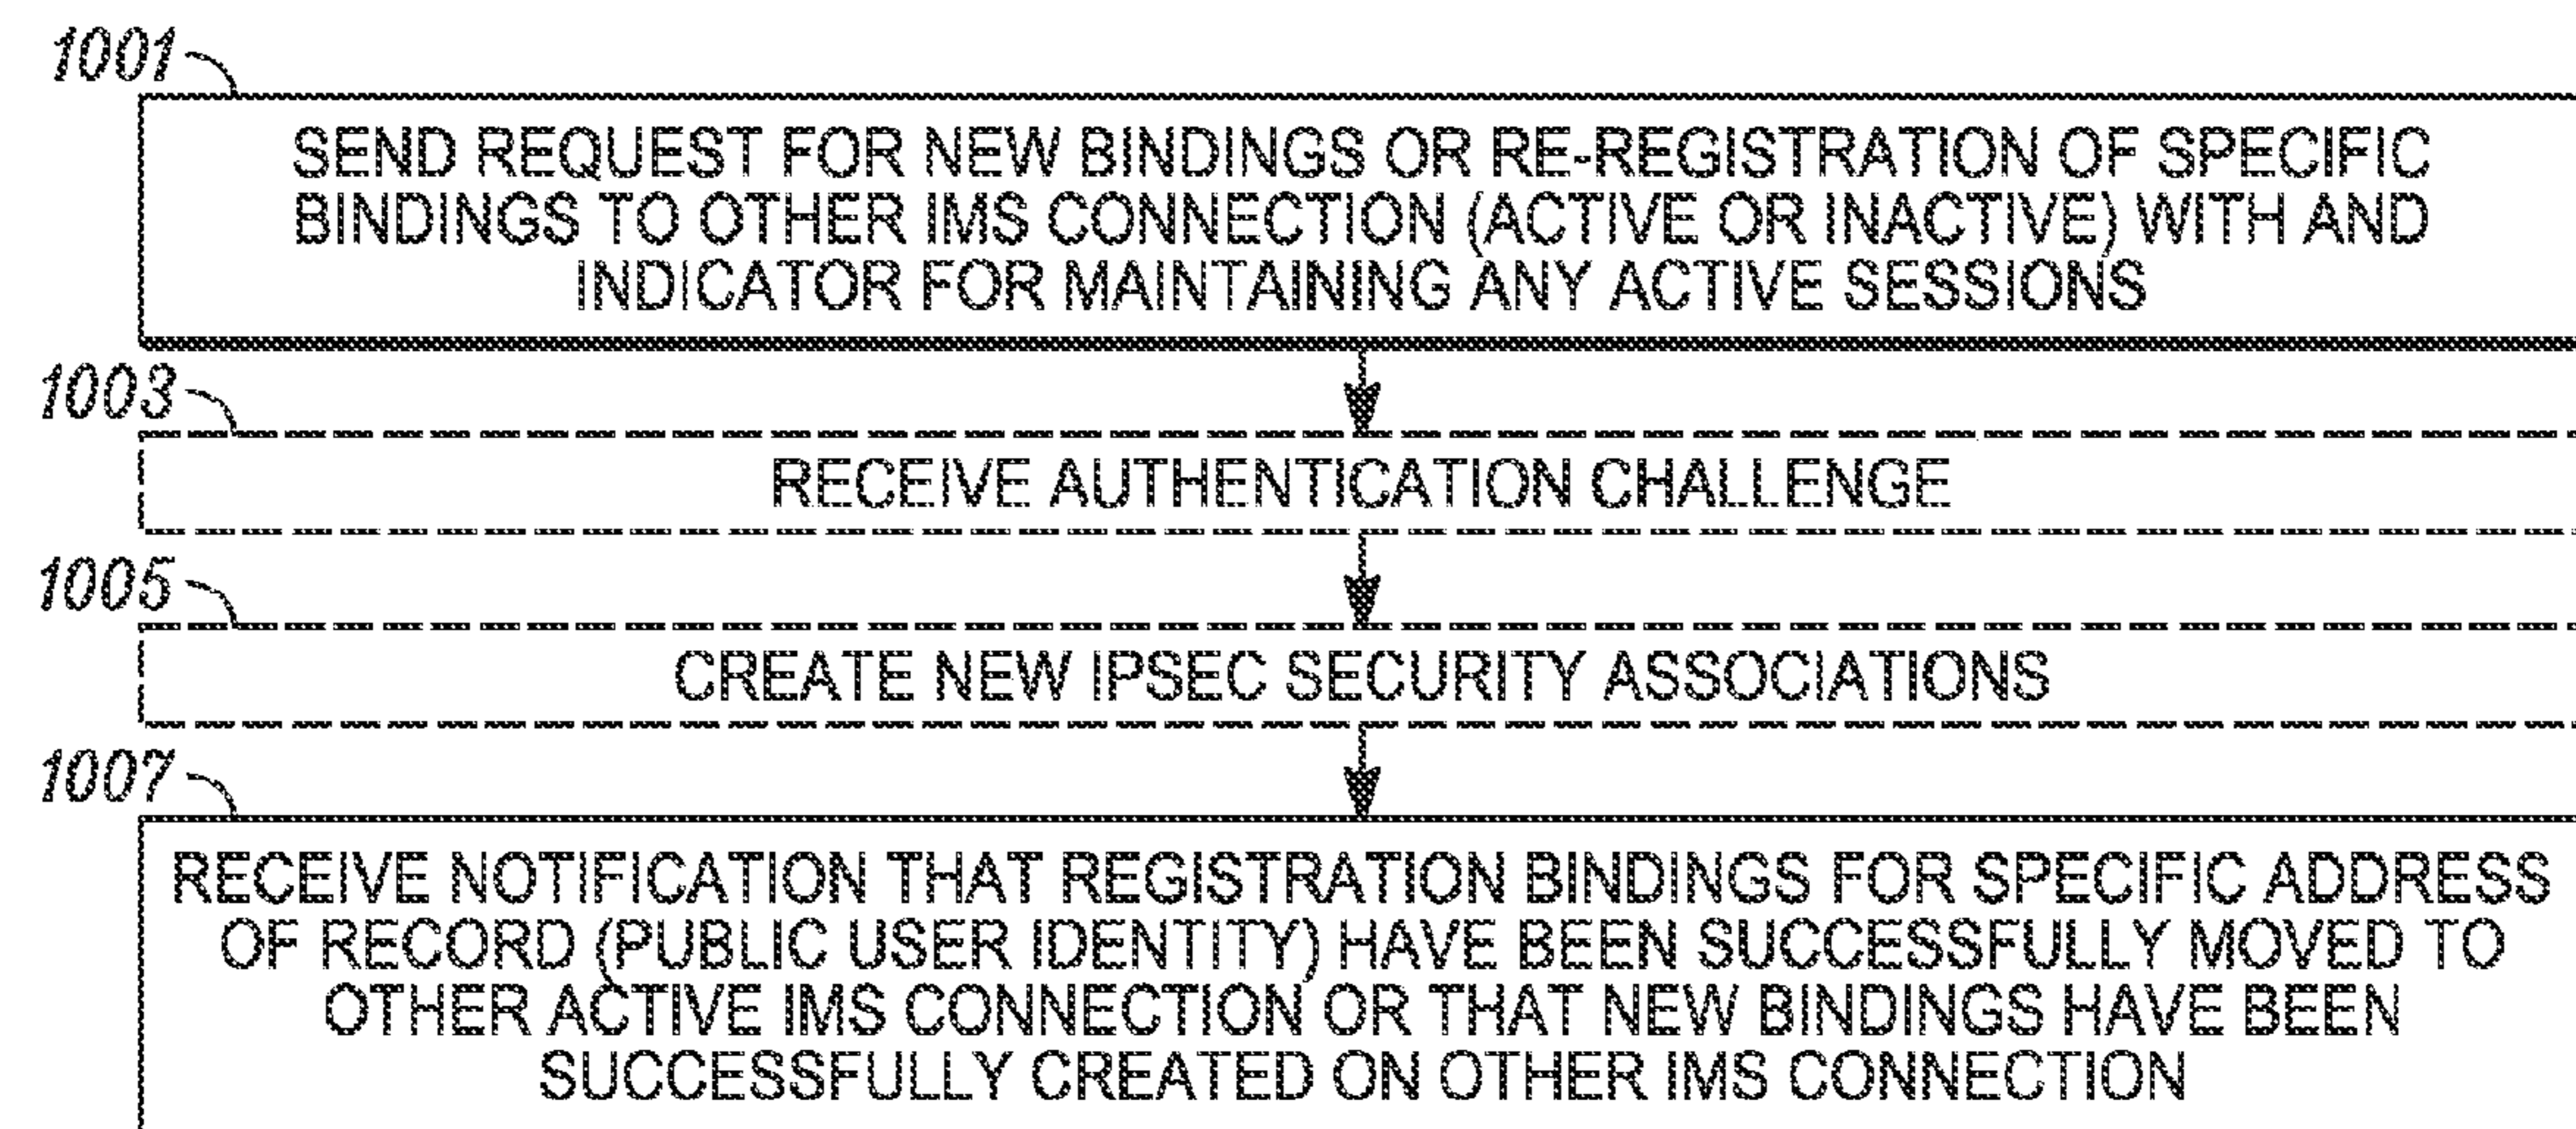 1001
SEND REQUEST FOR NEW BINDINGS OR RE-REGISTRATION OF SPECIFIC
BINDINGS TO OTHER IMS CONNECTION (ACTIVE OR INACTIVE) WITH AND
INDICATOR FOR MAINTAINING ANY ACTIVE SESSIONS
1003
RECEIVE AUTHENTICATION CHALLENGE
1005
CREATE NEW IPSEC SECURITY ASSOCIATIONS
1007
RECEIVE NOTIFICATION THAT REGISTRATION BINDINGS FOR SPECIFIC ADDRESS
OF RECORD (PUBLIC USER IDENTITY) HAVE BEEN SUCCESSFULLY MOVED TO
OTHER ACTIVE IMS CONNECTION OR THAT NEW BINDINGS HAVE BEEN
SUCCESSFULLY CREATED ON OTHER IMS CONNECTION